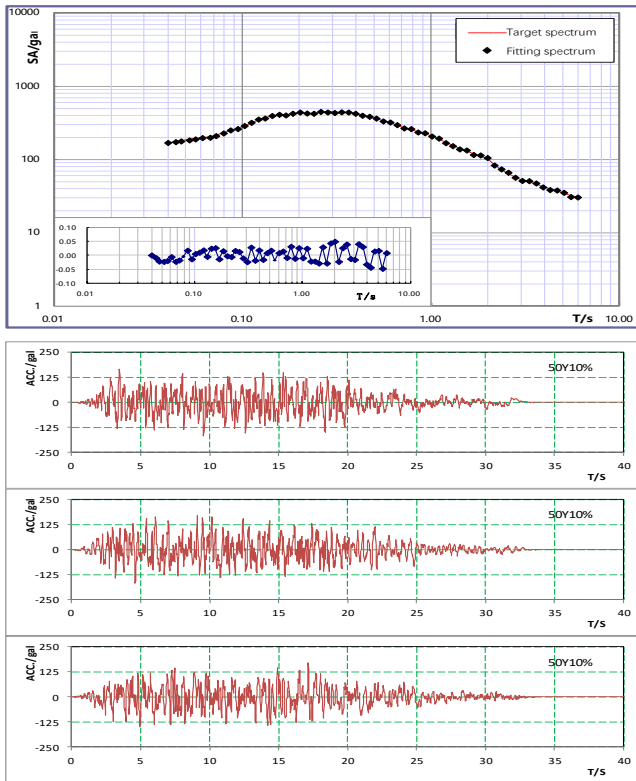 10000
1000
100
10
1
SA/gal
Target spectrum
Fitting spectrum
0.10
0.05
0.00
-0.05
-0.10
0.01 0.10 1.00 10.00
T/s
0.01 0.10 1.00 10.00
T/s
ACC./gal
250
125
0
-125
-250
50Y10%
0 5 10 15 20 25 30 35 40
T/S
ACC./gal
250
125
0
-125
-250
50Y10%
0 5 10 15 20 25 30 35 40
T/S
ACC./gal
250
125
0
-125
-250
50Y10%
0 5 10 15 20 25 30 35 40
T/S